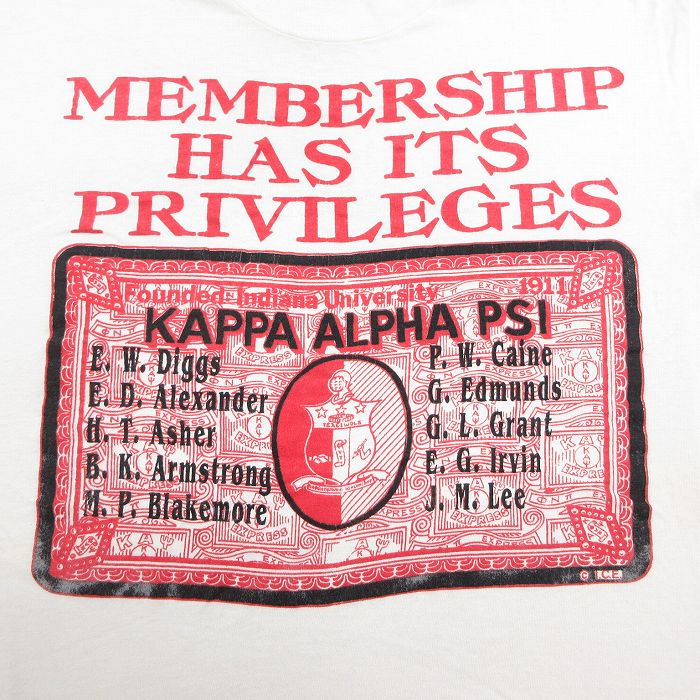 MEMBERSHIP
HAS ITS
PRIVILEGES
Founded: Indiana University 1911
KAPPA ALPHA PSI
E. W. Diggs
E. D. Alexander
H. T. Asher
B. K. Armstrong
M. P. Blakemore
P. W. Caine
G. Edmunds
G. L. Grant
E. G. Irvin
J. M. Lee
© I.C.E.